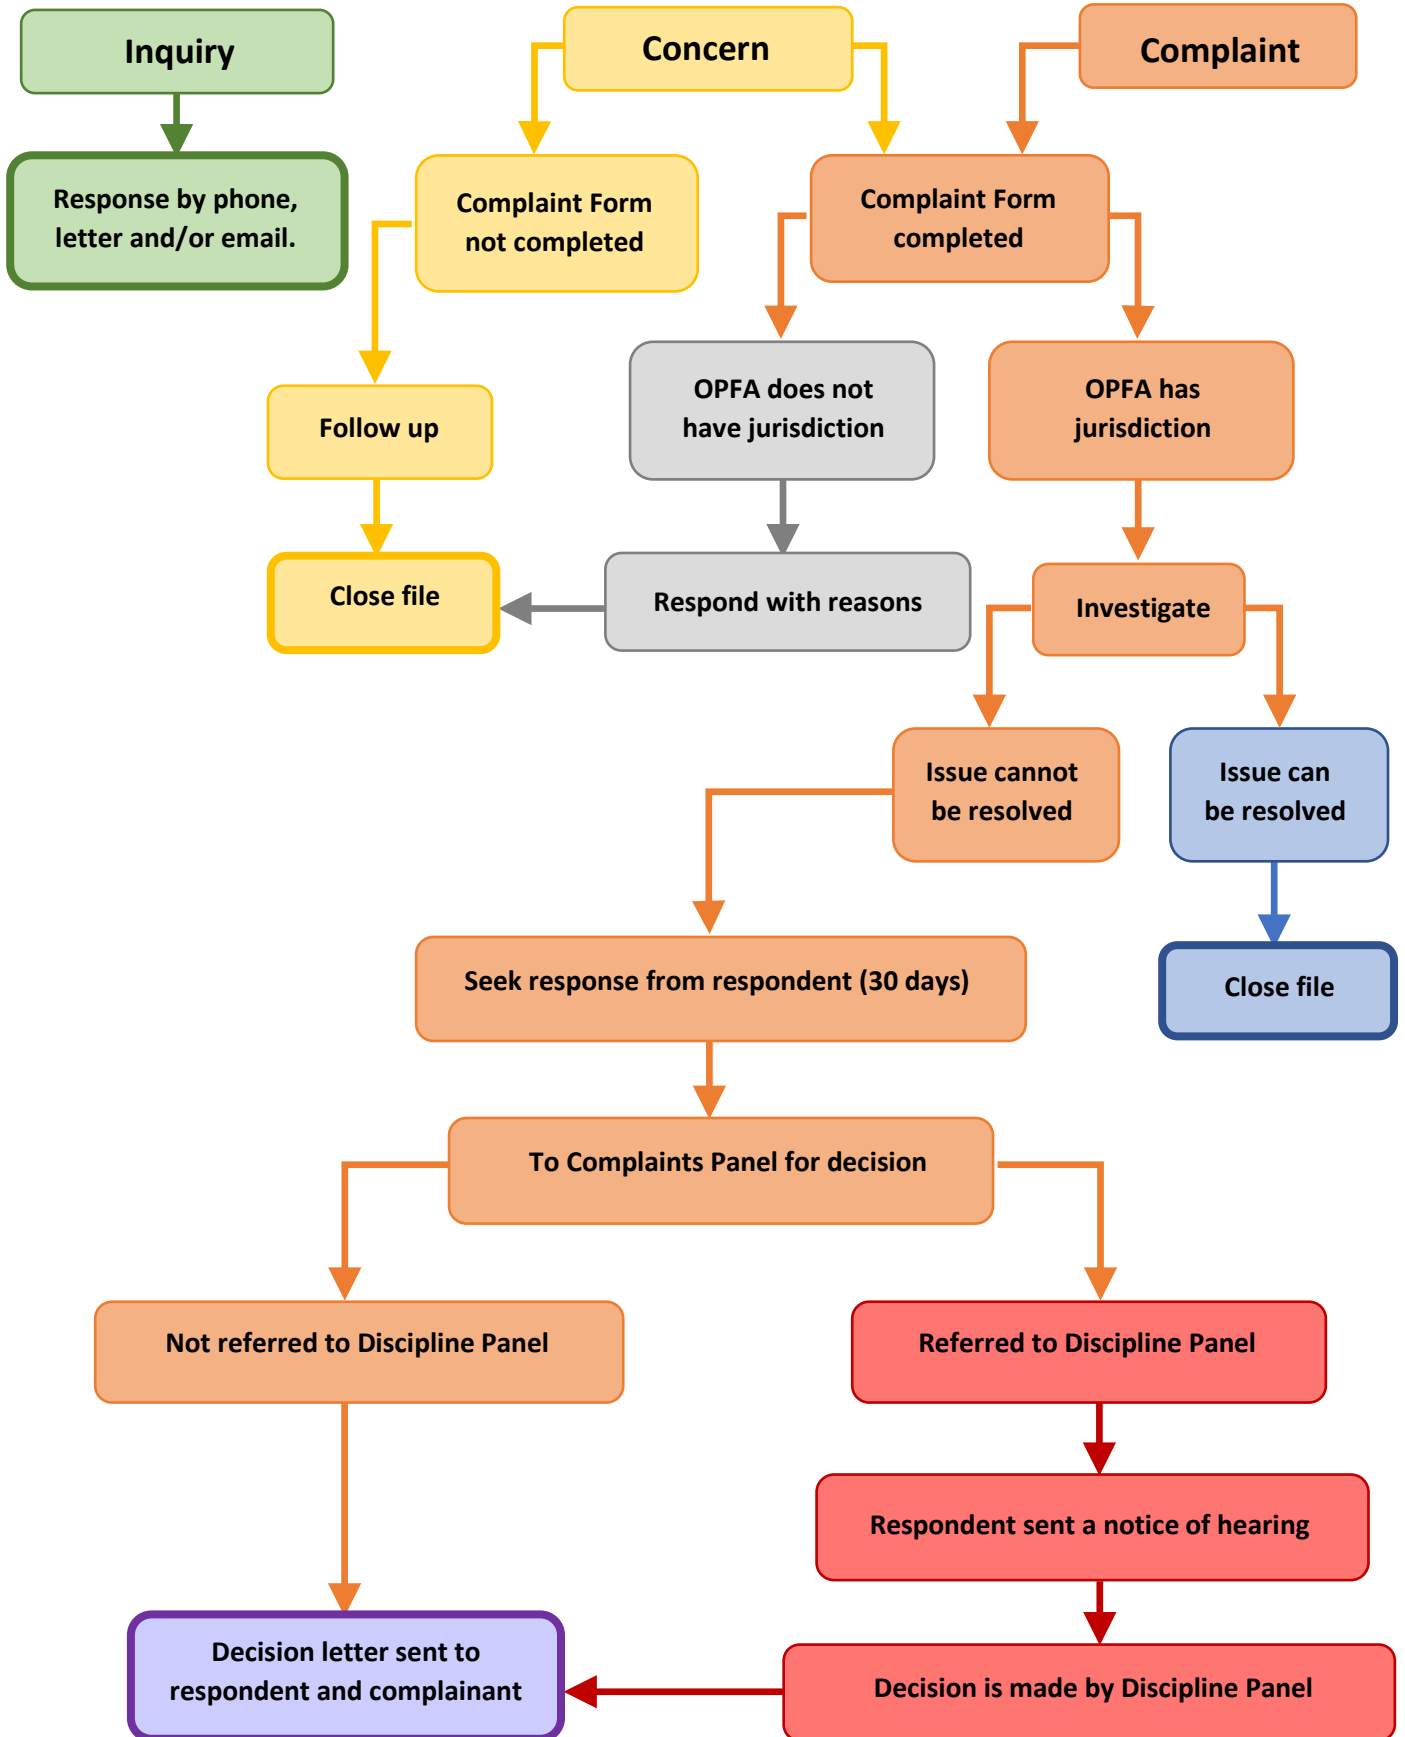 Inquiry
Concern
Complaint
Response by phone,
letter and/or email.
Complaint Form
not completed
Complaint Form
completed
OPFA does not
have jurisdiction
OPFA has
jurisdiction
Follow up
Close file
Respond with reasons
Investigate
Issue cannot
be resolved
Issue can
be resolved
Seek response from respondent (30 days)
Close file
To Complaints Panel for decision
Not referred to Discipline Panel
Referred to Discipline Panel
Respondent sent a notice of hearing
Decision letter sent to
respondent and complainant
Decision is made by Discipline Panel